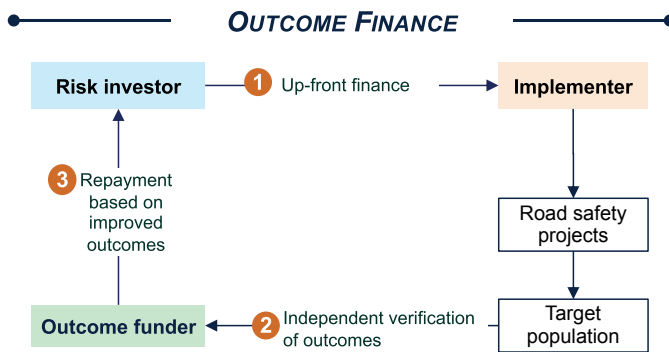 OUTCOME FINANCE
Risk investor
1 Up-front finance
Implementer
3 Repayment
based on
improved
outcomes
Road safety
projects
Outcome funder
2 Independent verification
of outcomes
Target
population